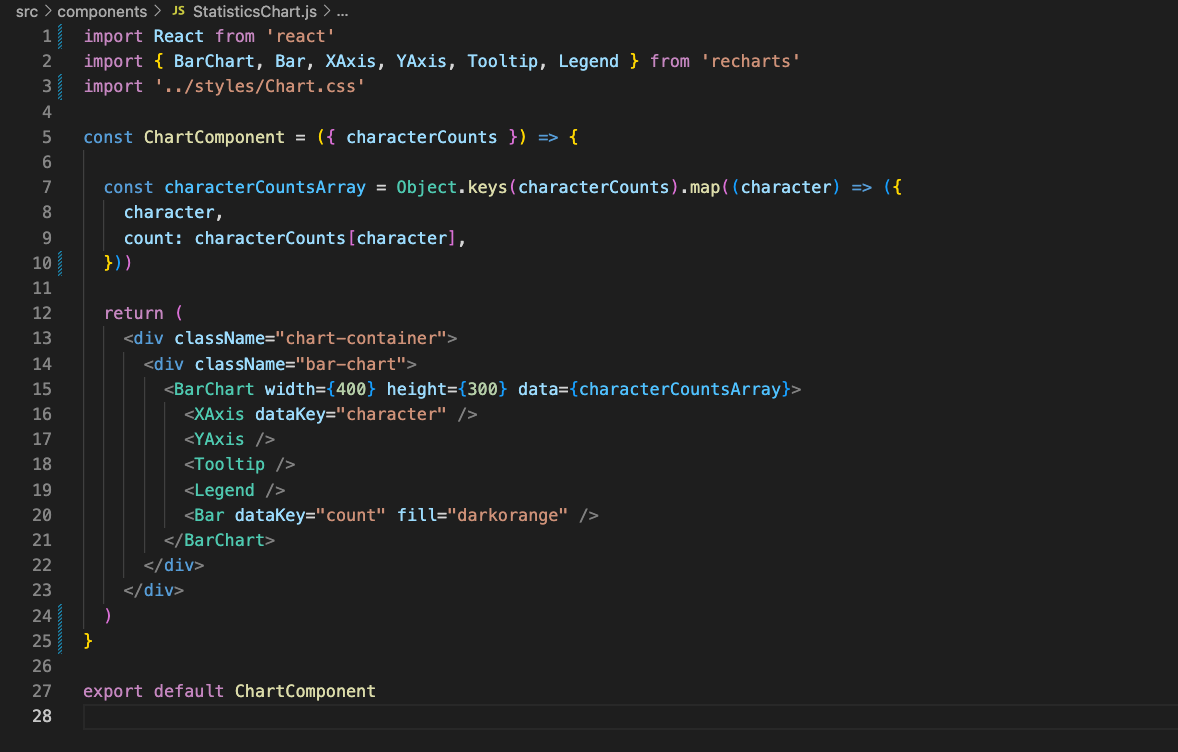 src > components > JS StatisticsChart.js > ...
1 import React from 'react'
2 import { BarChart, Bar, XAxis, YAxis, Tooltip, Legend } from 'recharts'
3 import '../styles/Chart.css'
4
5 const ChartComponent = ({ characterCounts }) => {
6
7   const characterCountsArray = Object.keys(characterCounts).map((character) => ({
8     character,
9     count: characterCounts[character],
10   }))
11
12   return (
13     <div className="chart-container">
14       <div className="bar-chart">
15         <BarChart width={400} height={300} data={characterCountsArray}>
16           <XAxis dataKey="character" />
17           <YAxis />
18           <Tooltip />
19           <Legend />
20           <Bar dataKey="count" fill="darkorange" />
21         </BarChart>
22       </div>
23     </div>
24   )
25 }
26
27 export default ChartComponent
28